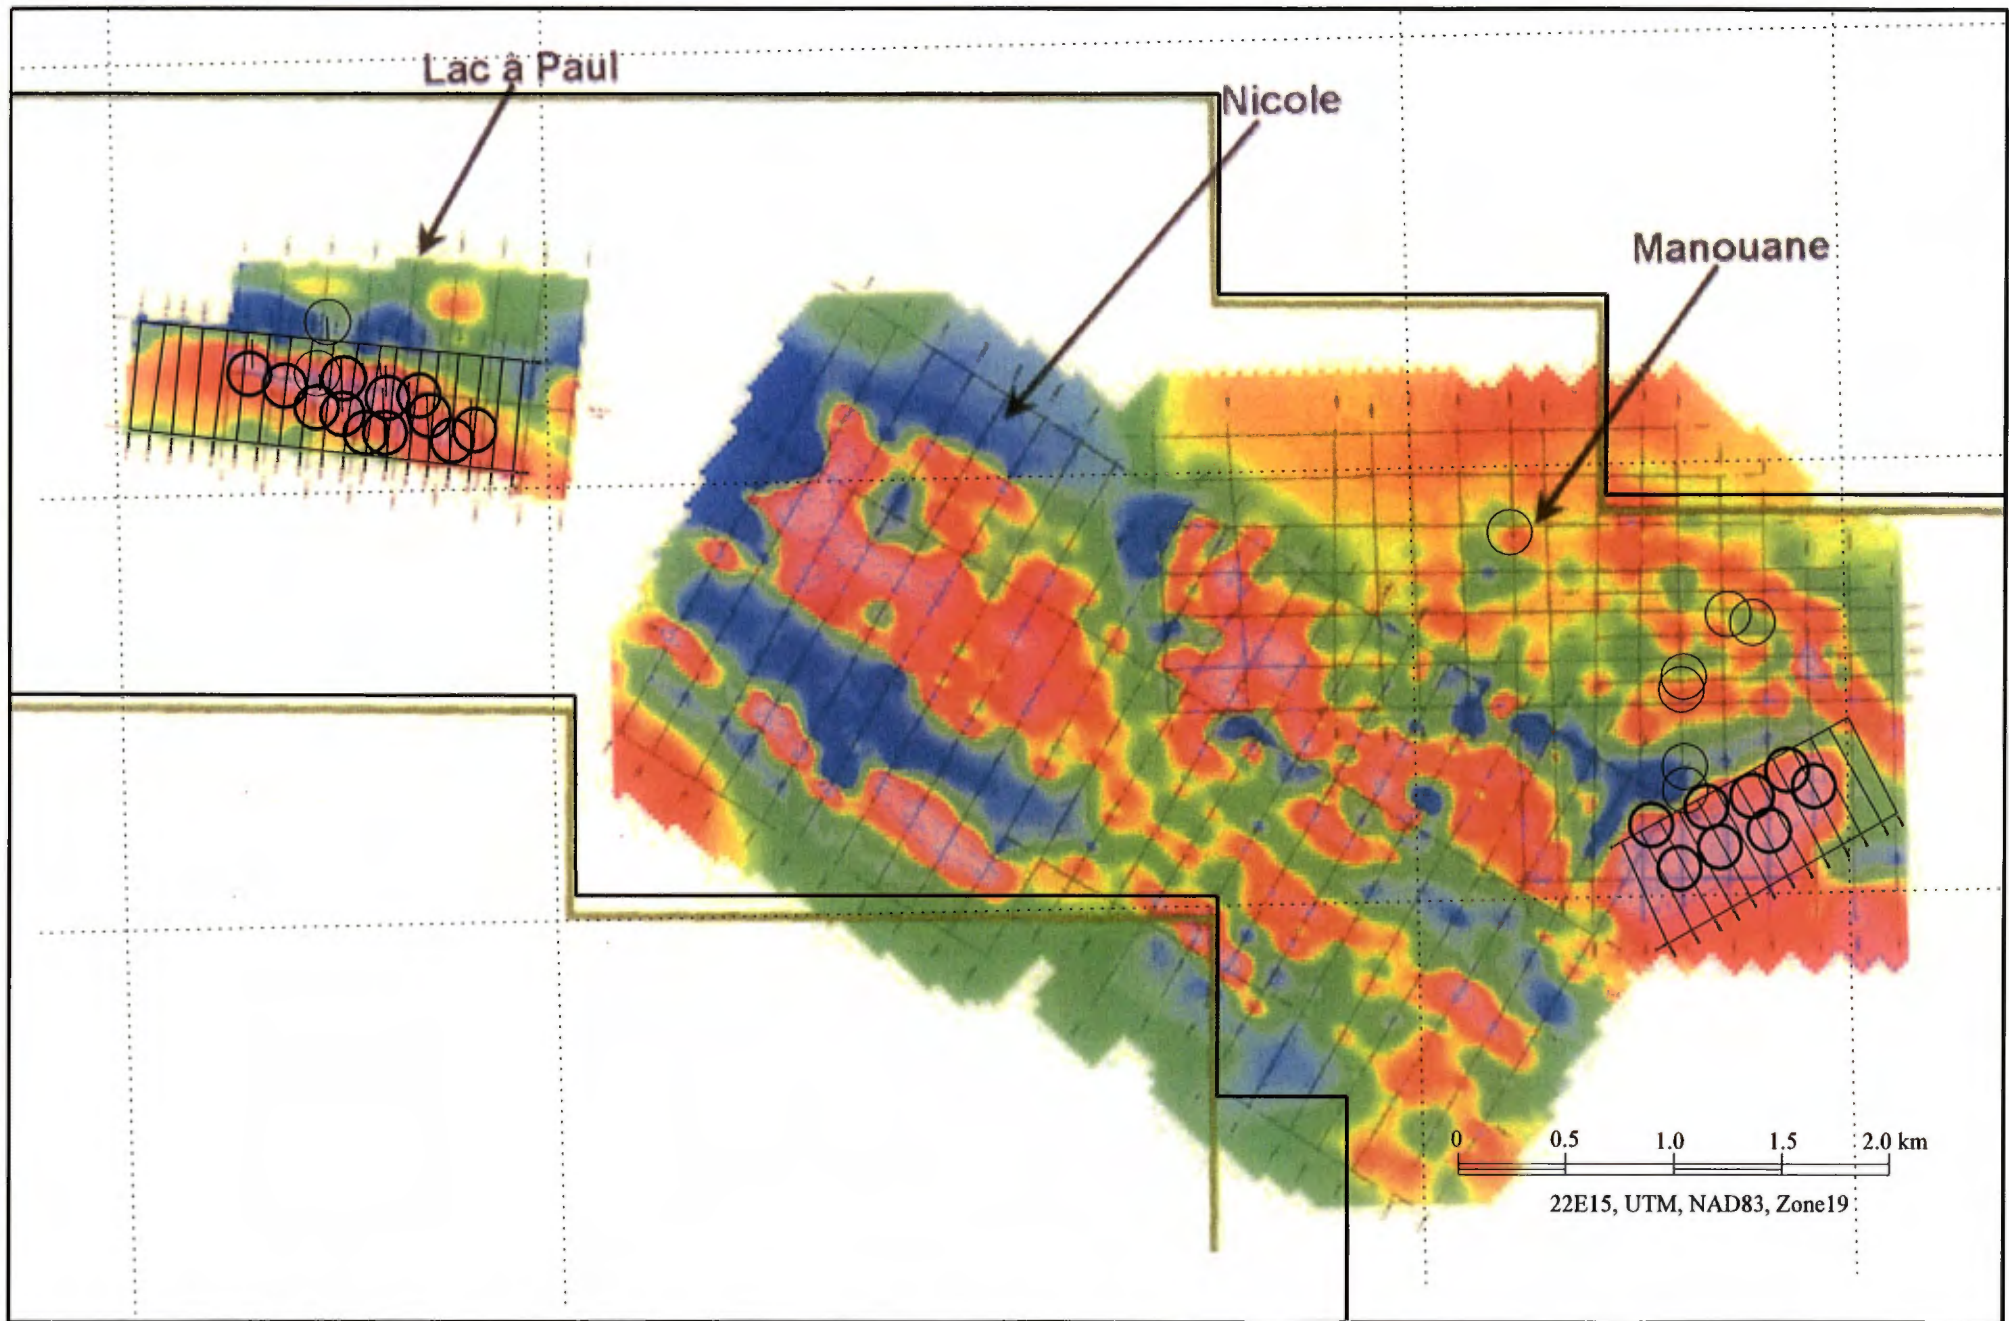 Lac à Paul
Nicole
Manouane
0 0.5 1.0 1.5 2.0 km
22E15, UTM, NAD83, Zone19